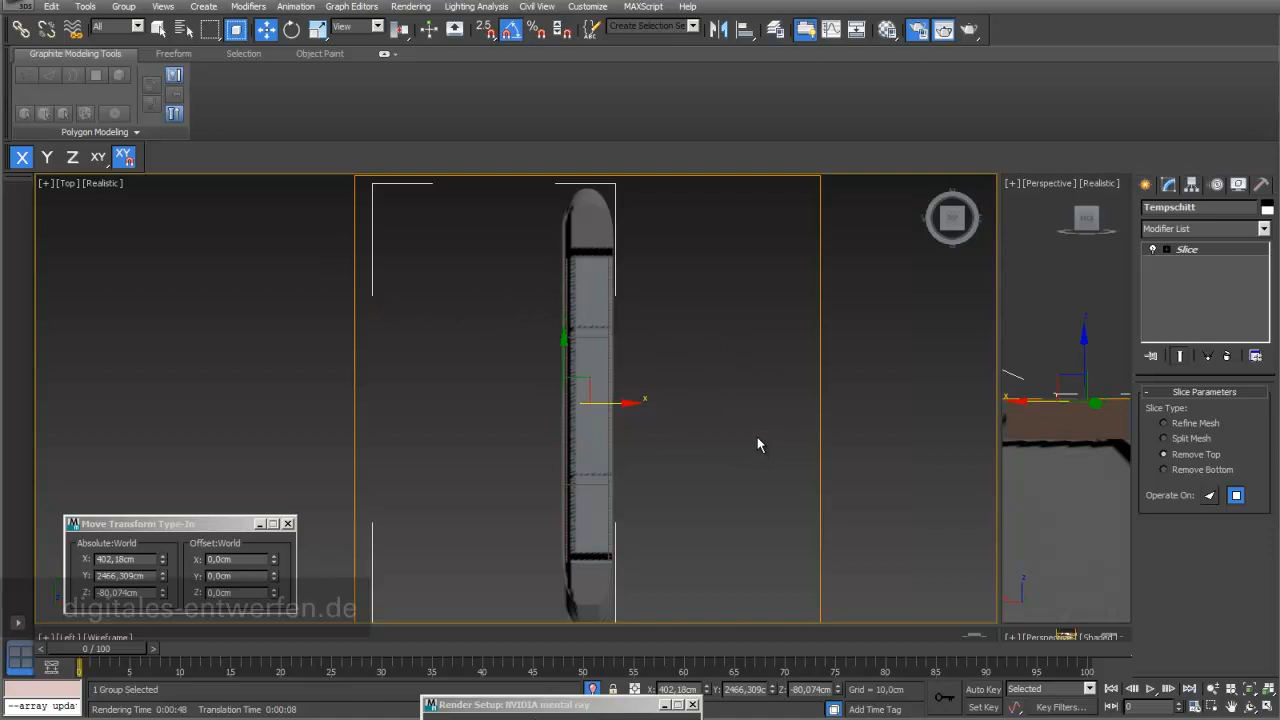 Edit Tools Group Views Create Modifiers Animation Graph Editors Rendering Lighting Analysis Civil View Customize MAXScript Help
All
View
2.5
Create Selection Se
Graphite Modeling Tools Freeform Selection Object Paint
Polygon Modeling
X Y Z XY XY
[+] [Top] [Realistic]
[+] [Perspective] [Realistic]
TOP
x
z
x
z
Tempschitt
Modifier List
Slice
Slice Parameters
Slice Type:
Refine Mesh
Split Mesh
Remove Top
Remove Bottom
Operate On:
Move Transform Type-In
Absolute:World Offset:World
X: 402,18cm X: 0,0cm
Y: 2466,309cm Y: 0,0cm
Z: -80,074cm Z: 0,0cm
digitales-entwerfen.de
[+] [Left] [Wireframe]
[+] [Perspective] [Shaded]
0 / 100
0 5 10 15 20 25 30 35 40 45 50 55 60 65 70 75 80 85 90 95 100
1 Group Selected
X: 402,18cm Y: 2466,309c Z: -80,074cm Grid = 10,0cm
Auto Key Selected
--array upda
Rendering Time 0:00:48 Translation Time 0:00:08
Render Setup: NVIDIA mental ray
Add Time Tag
Set Key Key Filters...
0